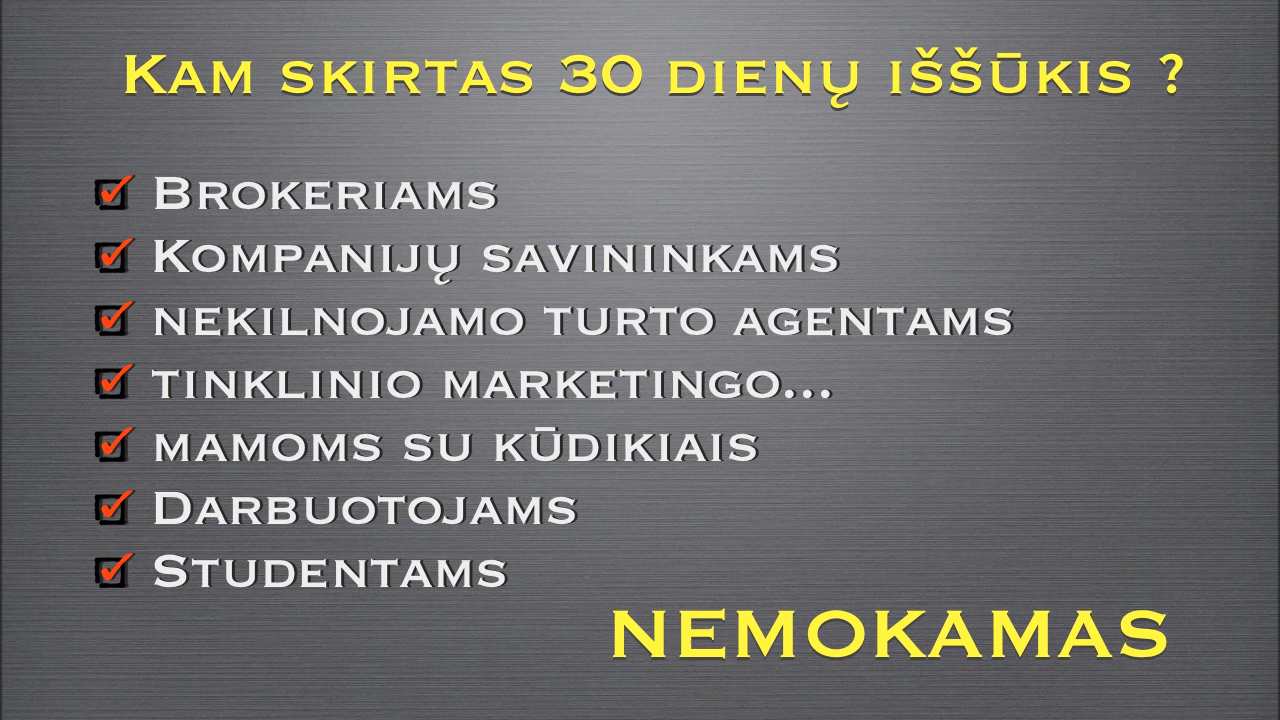 Kam skirtas 30 dienų iššūkis ?
Brokeriams
Kompanijų savininkams
nekilnojamo turto agentams
tinklinio marketingo...
mamoms su kūdikiais
Darbuotojams
Studentams
NEMOKAMAS